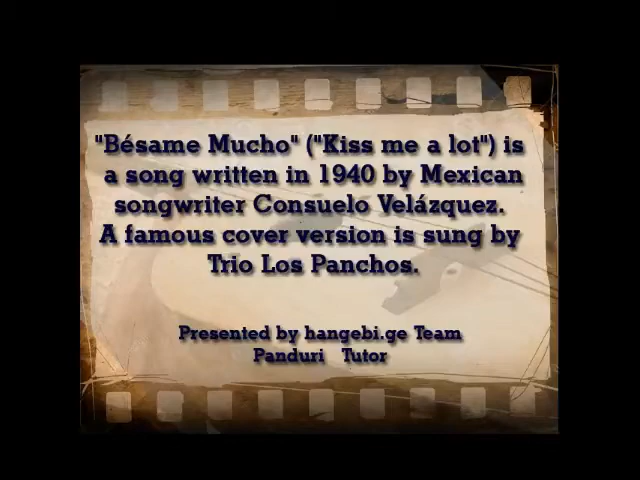 "Bésame Mucho" ("Kiss me a lot") is
a song written in 1940 by Mexican
songwriter Consuelo Velázquez.
A famous cover version is sung by
Trio Los Panchos.
Presented by hangebi.ge Team
Panduri Tutor